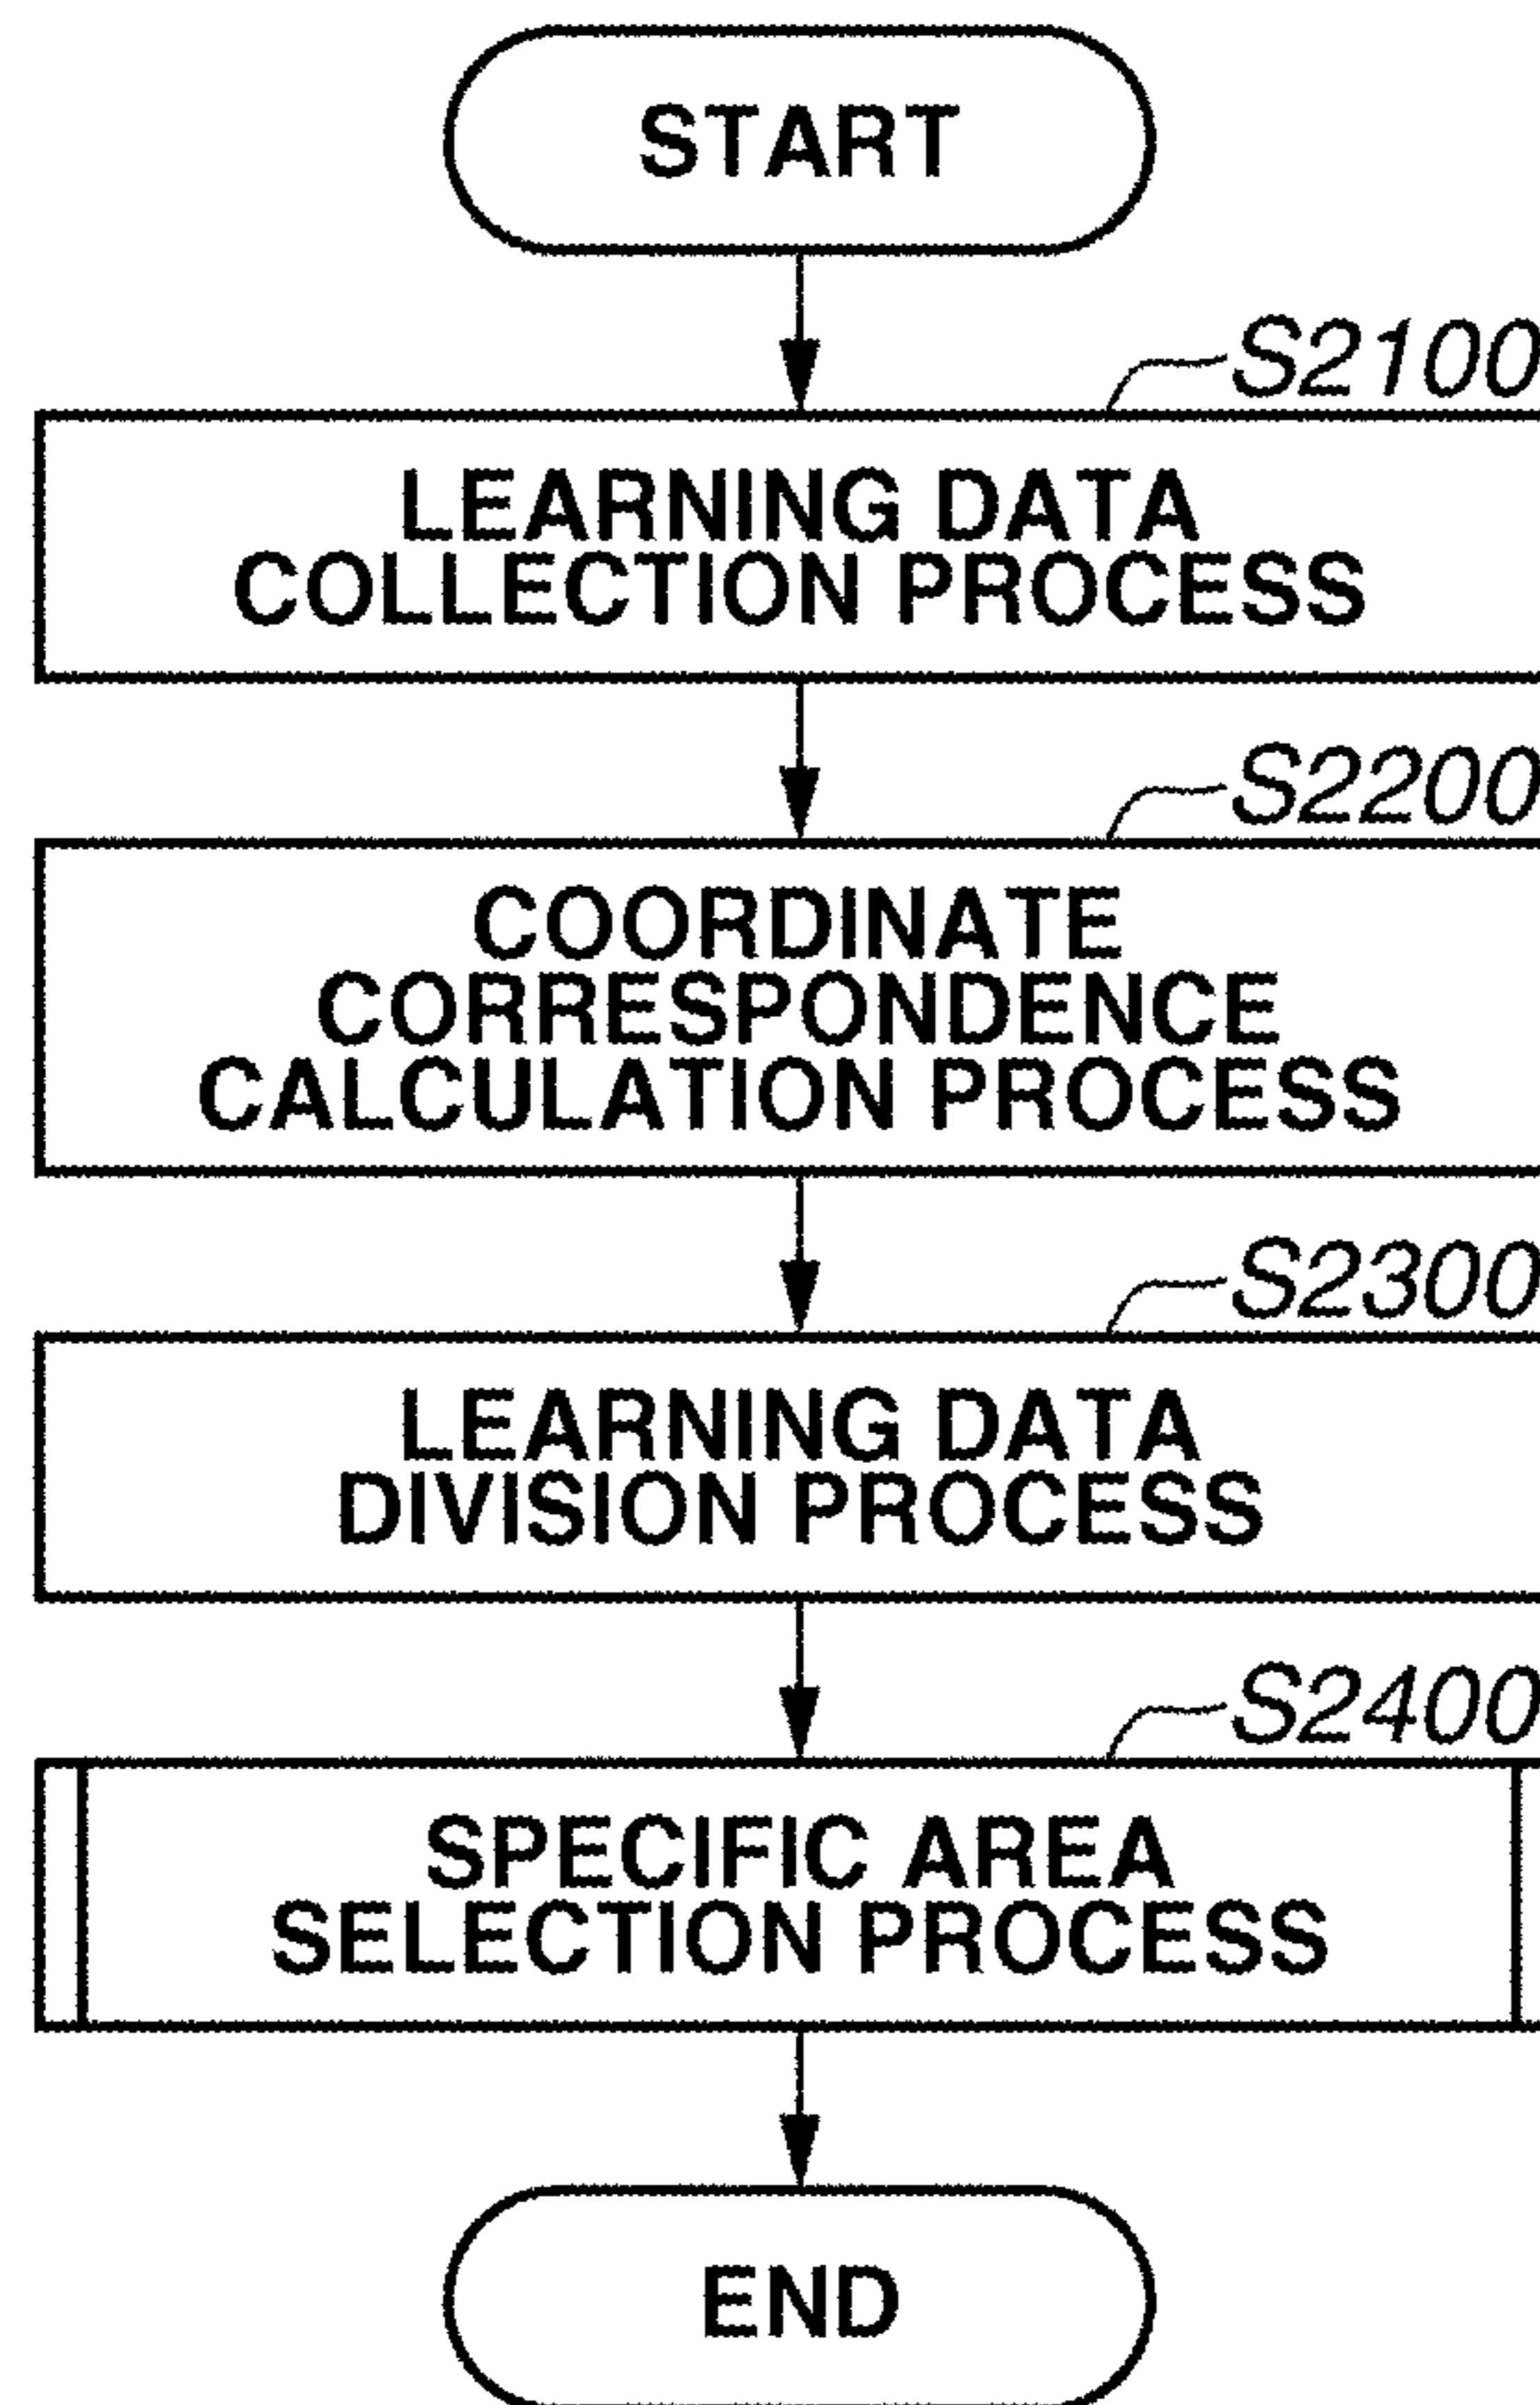 START
S2100
LEARNING DATA
COLLECTION PROCESS
S2200
COORDINATE
CORRESPONDENCE
CALCULATION PROCESS
S2300
LEARNING DATA
DIVISION PROCESS
S2400
SPECIFIC AREA
SELECTION PROCESS
END